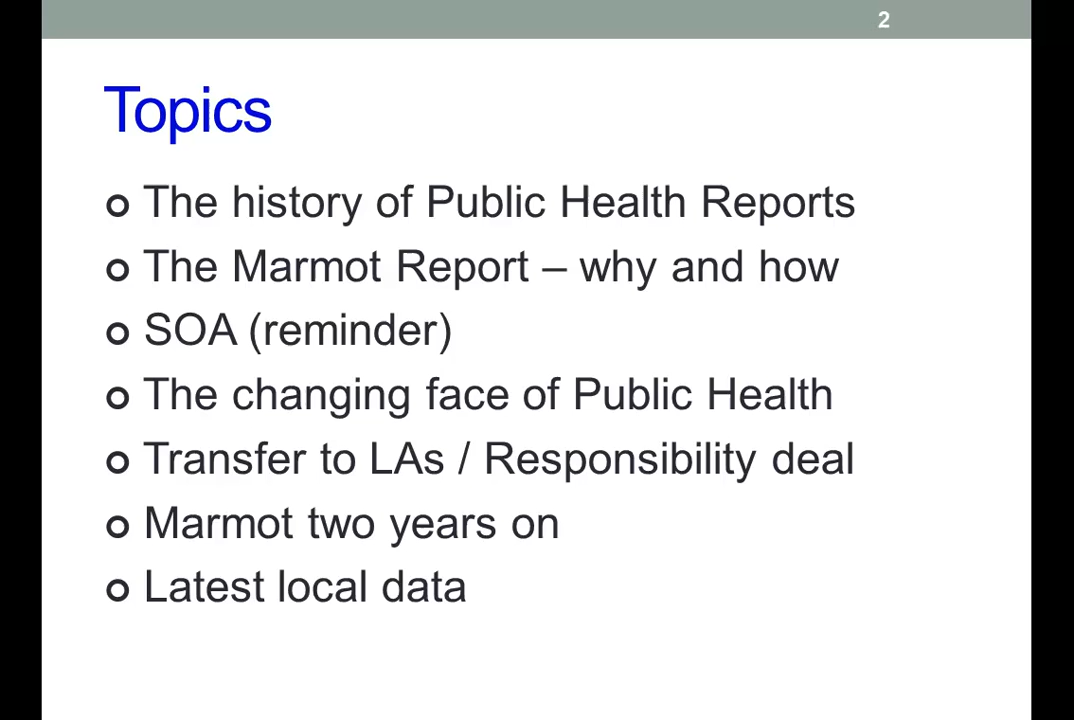 2
Topics
The history of Public Health Reports
The Marmot Report – why and how
SOA (reminder)
The changing face of Public Health
Transfer to LAs / Responsibility deal
Marmot two years on
Latest local data